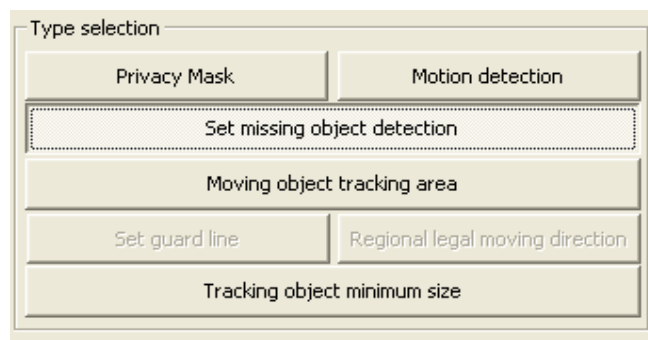 Type selection
Privacy Mask Motion detection
Set missing object detection
Moving object tracking area
Set guard line Regional legal moving direction
Tracking object minimum size